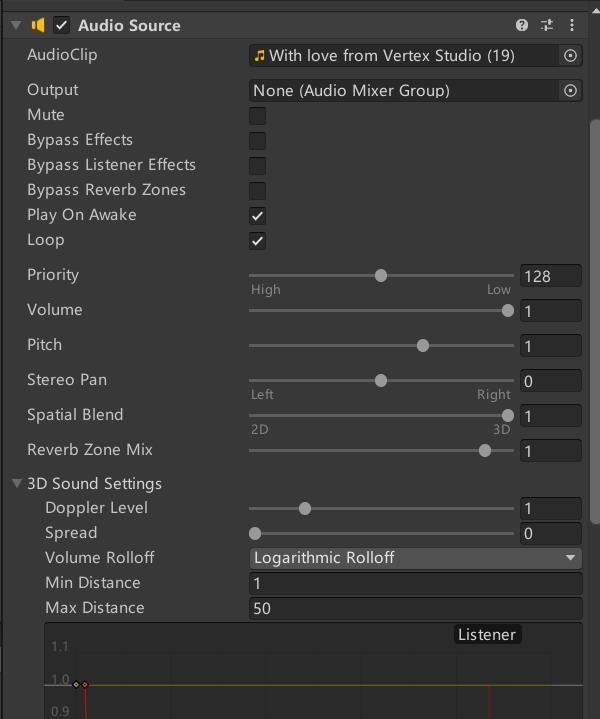 Audio Source
AudioClip With love from Vertex Studio (19)
Output None (Audio Mixer Group)
Mute
Bypass Effects
Bypass Listener Effects
Bypass Reverb Zones
Play On Awake
Loop
Priority 128
High Low
Volume 1
Pitch 1
Stereo Pan 0
Left Right
Spatial Blend 1
2D 3D
Reverb Zone Mix 1
3D Sound Settings
Doppler Level 1
Spread 0
Volume Rolloff Logarithmic Rolloff
Min Distance 1
Max Distance 50
Listener
1.1
1.0
0.9